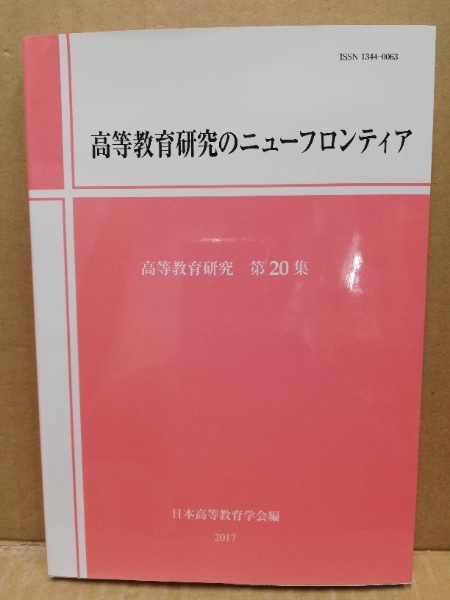 ISSN 1344-0063
高等教育研究のニューフロンティア
高等教育研究　第20集
日本高等教育学会編
2017